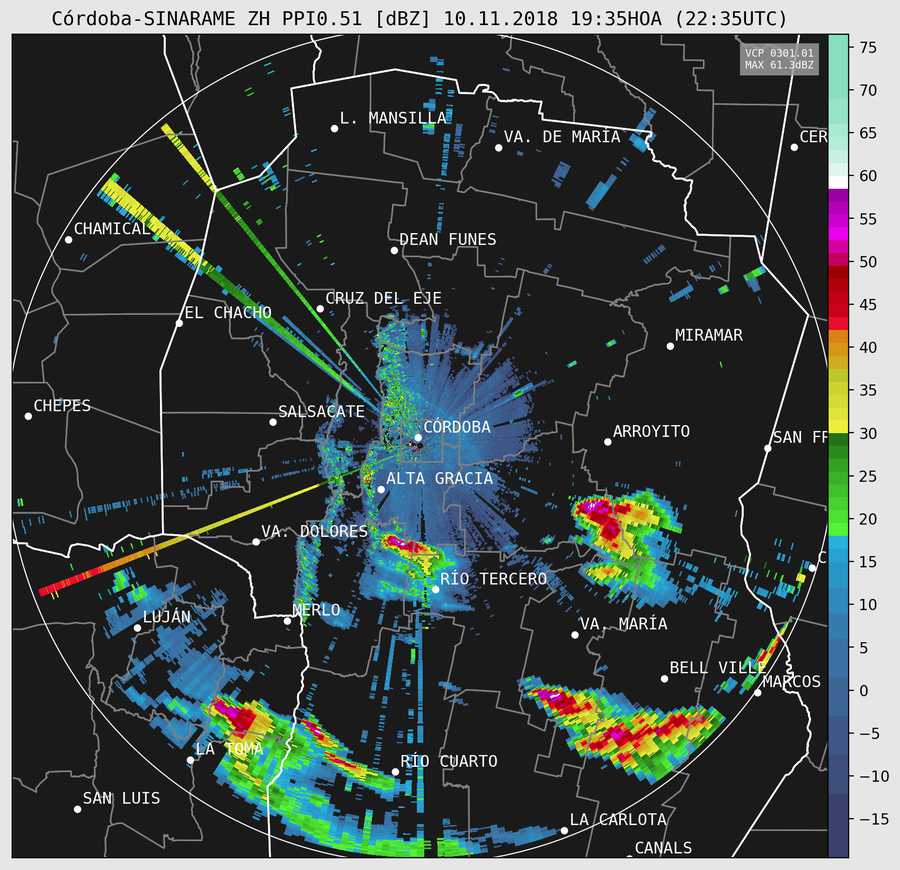 Córdoba-SINARAME ZH PPI0.51 [dBZ] 10.11.2018 19:35HOA (22:35UTC)
VCP 0301.01
MAX 61.3dBZ
75
70
65
60
55
50
45
40
35
30
25
20
15
10
5
0
−5
−10
−15
L. MANSILLA
VA. DE MARÍA
CER
CHAMICAL
DEAN FUNES
CRUZ DEL EJE
EL CHACHO
MIRAMAR
CHEPES
SALSACATE
CÓRDOBA
ARROYITO
SAN FR
ALTA GRACIA
VA. DOLORES
C
RÍO TERCERO
LUJÁN
MERLO
VA. MARÍA
BELL VILLE
MARCOS
LA TOMA
RÍO CUARTO
SAN LUIS
LA CARLOTA
CANALS